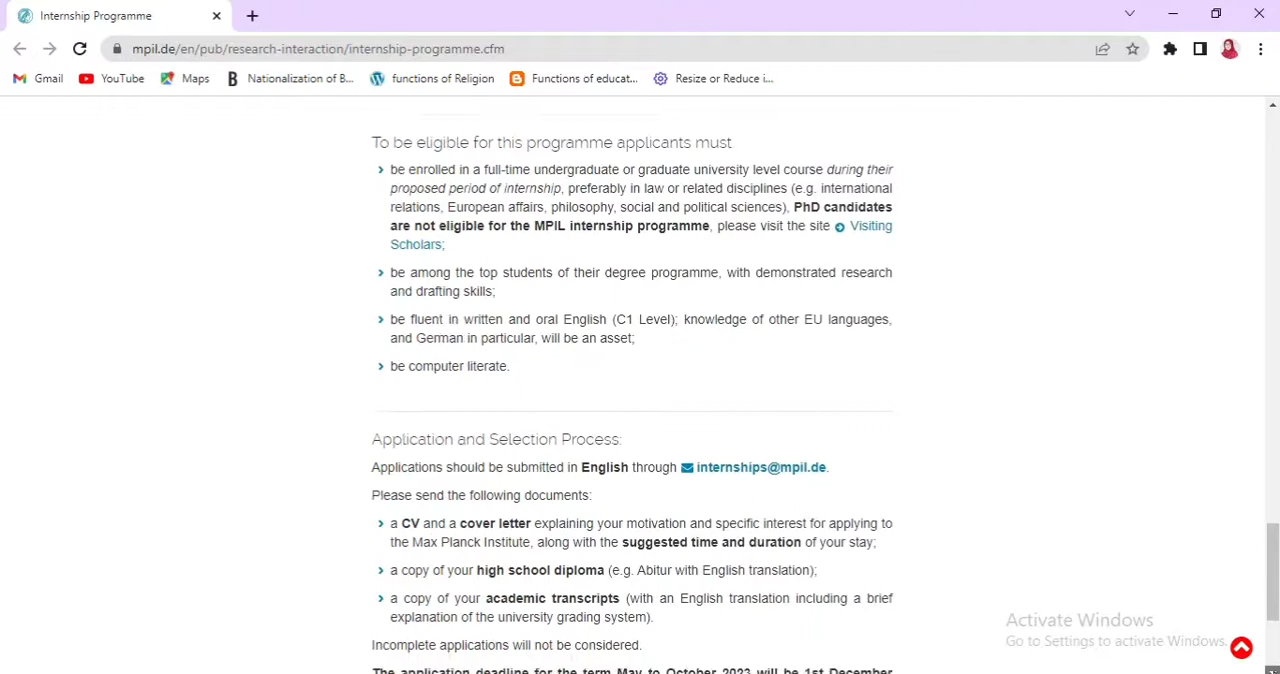 Internship Programme
mpil.de/en/pub/research-interaction/internship-programme.cfm
Gmail YouTube Maps Nationalization of B... functions of Religion Functions of educat... Resize or Reduce i...
To be eligible for this programme applicants must
be enrolled in a full-time undergraduate or graduate university level course during their
proposed period of internship, preferably in law or related disciplines (e.g. international
relations, European affairs, philosophy, social and political sciences), PhD candidates
are not eligible for the MPIL internship programme, please visit the site Visiting
Scholars;
be among the top students of their degree programme, with demonstrated research
and drafting skills;
be fluent in written and oral English (C1 Level); knowledge of other EU languages,
and German in particular, will be an asset;
be computer literate.
Application and Selection Process:
Applications should be submitted in English through internships@mpil.de.
Please send the following documents:
a CV and a cover letter explaining your motivation and specific interest for applying to
the Max Planck Institute, along with the suggested time and duration of your stay;
a copy of your high school diploma (e.g. Abitur with English translation);
a copy of your academic transcripts (with an English translation including a brief
explanation of the university grading system).
Incomplete applications will not be considered.
The application deadline for the term May to October 2023 will be 1st December
Activate Windows
Go to Settings to activate Windows.